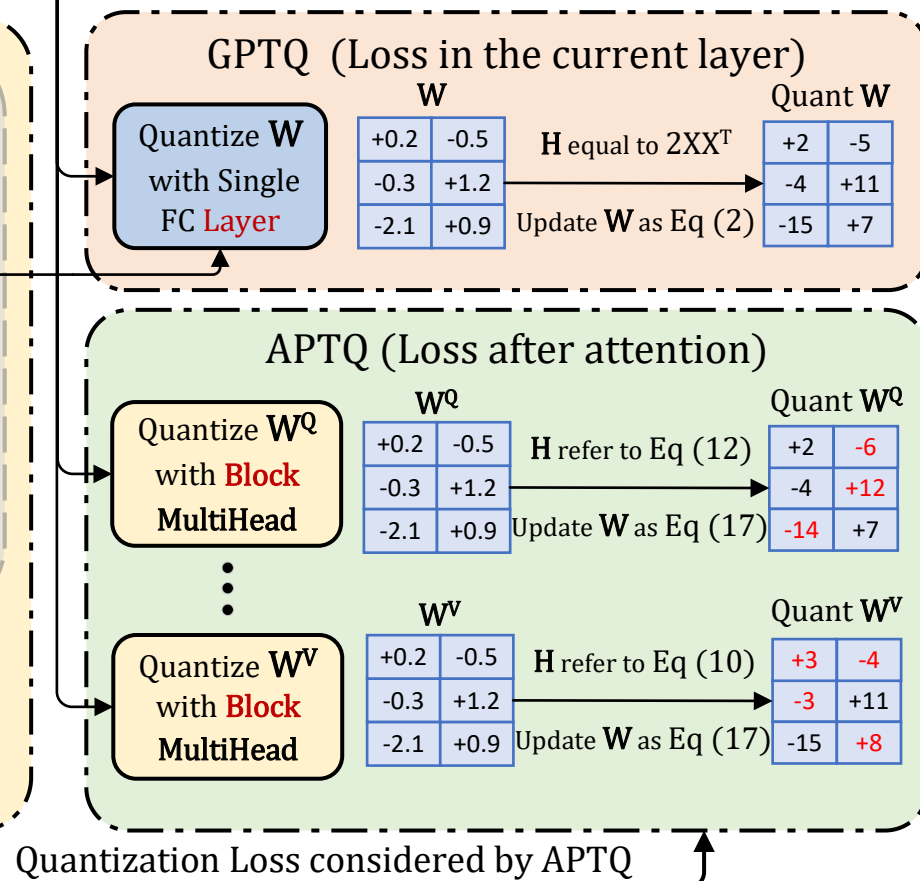 GPTQ (Loss in the current layer)
W
Quant W
Quantize W
with Single
FC Layer
+0.2 -0.5
-0.3 +1.2
-2.1 +0.9
H equal to 2XXᵀ
Update W as Eq (2)
+2 -5
-4 +11
-15 +7
APTQ (Loss after attention)
W^Q
Quant W^Q
Quantize W^Q
with Block
MultiHead
+0.2 -0.5
-0.3 +1.2
-2.1 +0.9
H refer to Eq (12)
Update W as Eq (17)
+2 -6
-4 +12
-14 +7
W^V
Quant W^V
Quantize W^V
with Block
MultiHead
+0.2 -0.5
-0.3 +1.2
-2.1 +0.9
H refer to Eq (10)
Update W as Eq (17)
+3 -4
-3 +11
-15 +8
Quantization Loss considered by APTQ